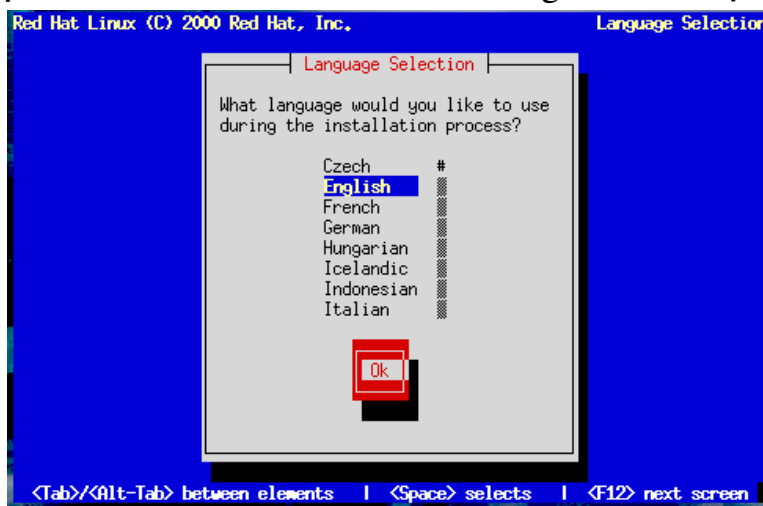 Red Hat Linux (C) 2000 Red Hat, Inc. Language Selection
Language Selection
What language would you like to use
during the installation process?
Czech #
English
French
German
Hungarian
Icelandic
Indonesian
Italian
Ok
<Tab>/<Alt-Tab> between elements | <Space> selects | <F12> next screen